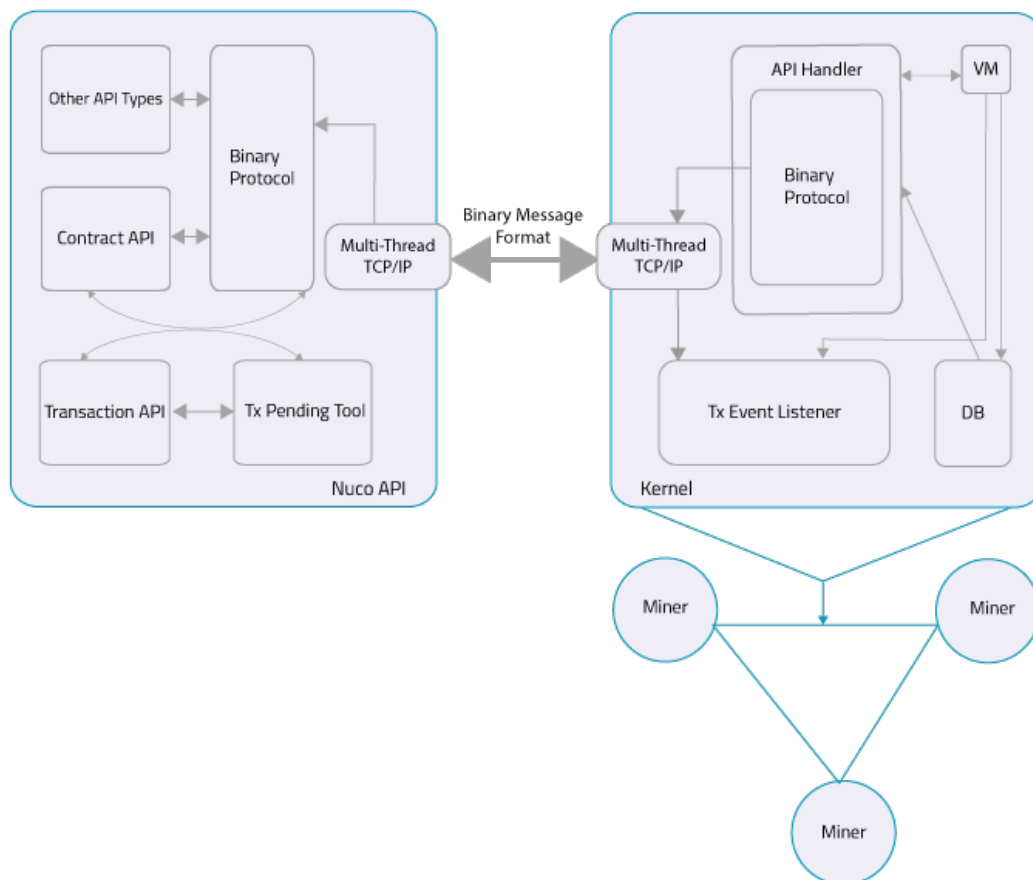 Other API Types
Binary
Protocol
Contract API
Multi-Thread
TCP/IP
Transaction API
Tx Pending Tool
Nuco API
Binary Message
Format
API Handler
VM
Binary
Protocol
Multi-Thread
TCP/IP
Tx Event Listener
DB
Kernel
Miner
Miner
Miner